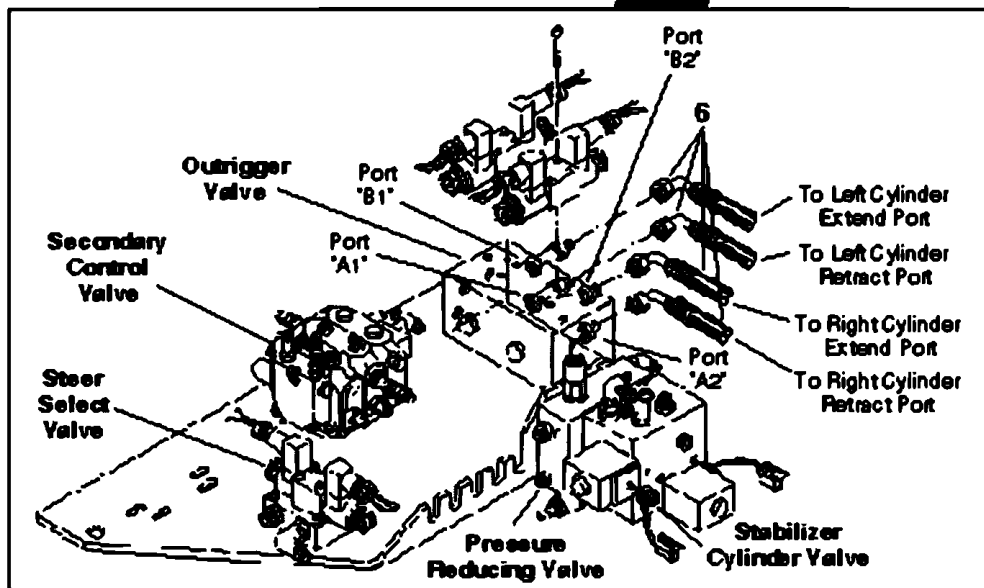 Port
"B2"
6
Outrigger
Valve
Port
"B1"
To Left Cylinder
Extend Port
Secondary
Control
Valve
Port
"A1"
To Left Cylinder
Retract Port
To Right Cylinder
Extend Port
Port
"A2"
To Right Cylinder
Retract Port
Steer
Select
Valve
Pressure
Reducing Valve
Stabilizer
Cylinder Valve